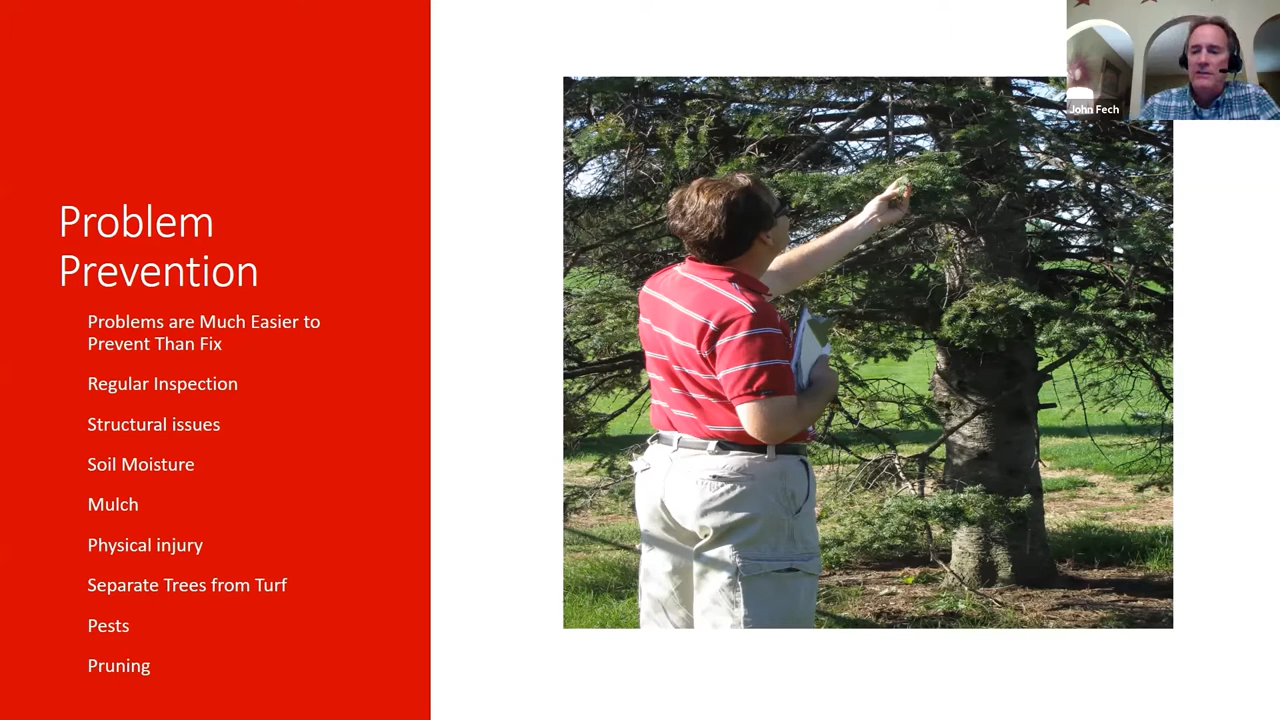 Problem
Prevention
Problems are Much Easier to
Prevent Than Fix
Regular Inspection
Structural issues
Soil Moisture
Mulch
Physical injury
Separate Trees from Turf
Pests
Pruning
John Fech